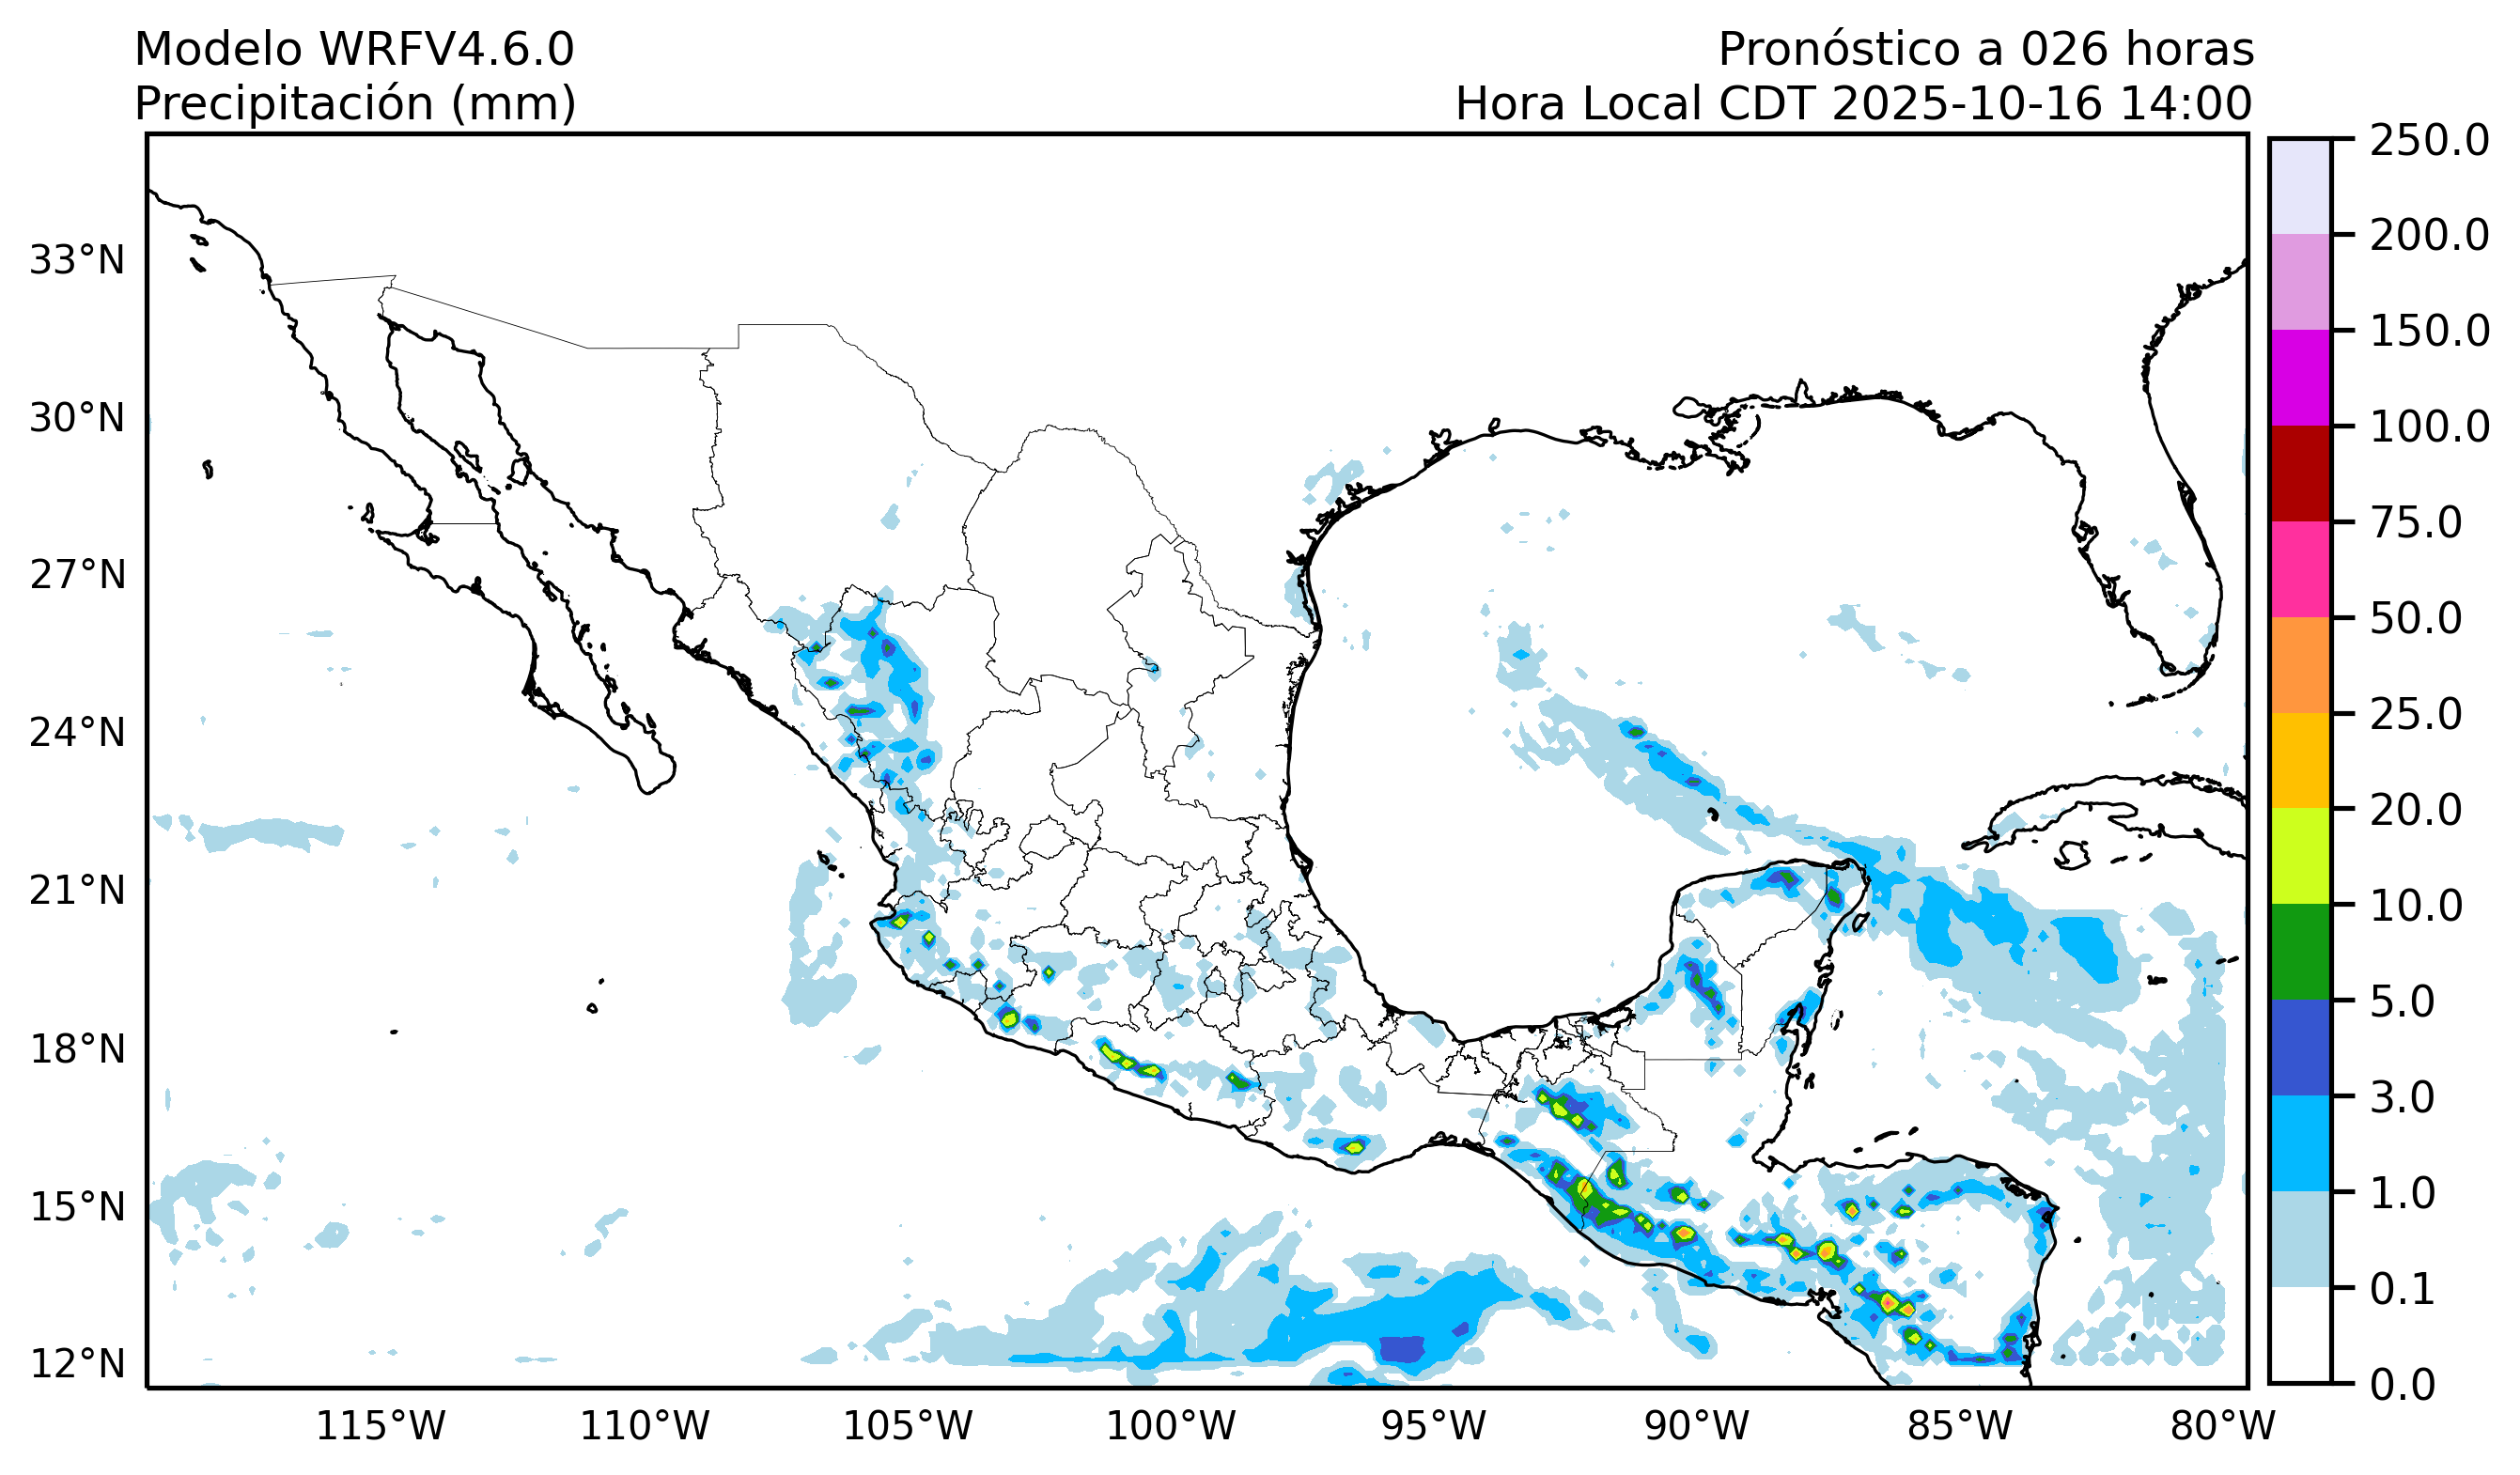 Modelo WRFV4.6.0
Precipitación (mm)
Pronóstico a 026 horas
Hora Local CDT 2025-10-16 14:00
33°N
30°N
27°N
24°N
21°N
18°N
15°N
12°N
115°W
110°W
105°W
100°W
95°W
90°W
85°W
80°W
250.0
200.0
150.0
100.0
75.0
50.0
25.0
20.0
10.0
5.0
3.0
1.0
0.1
0.0